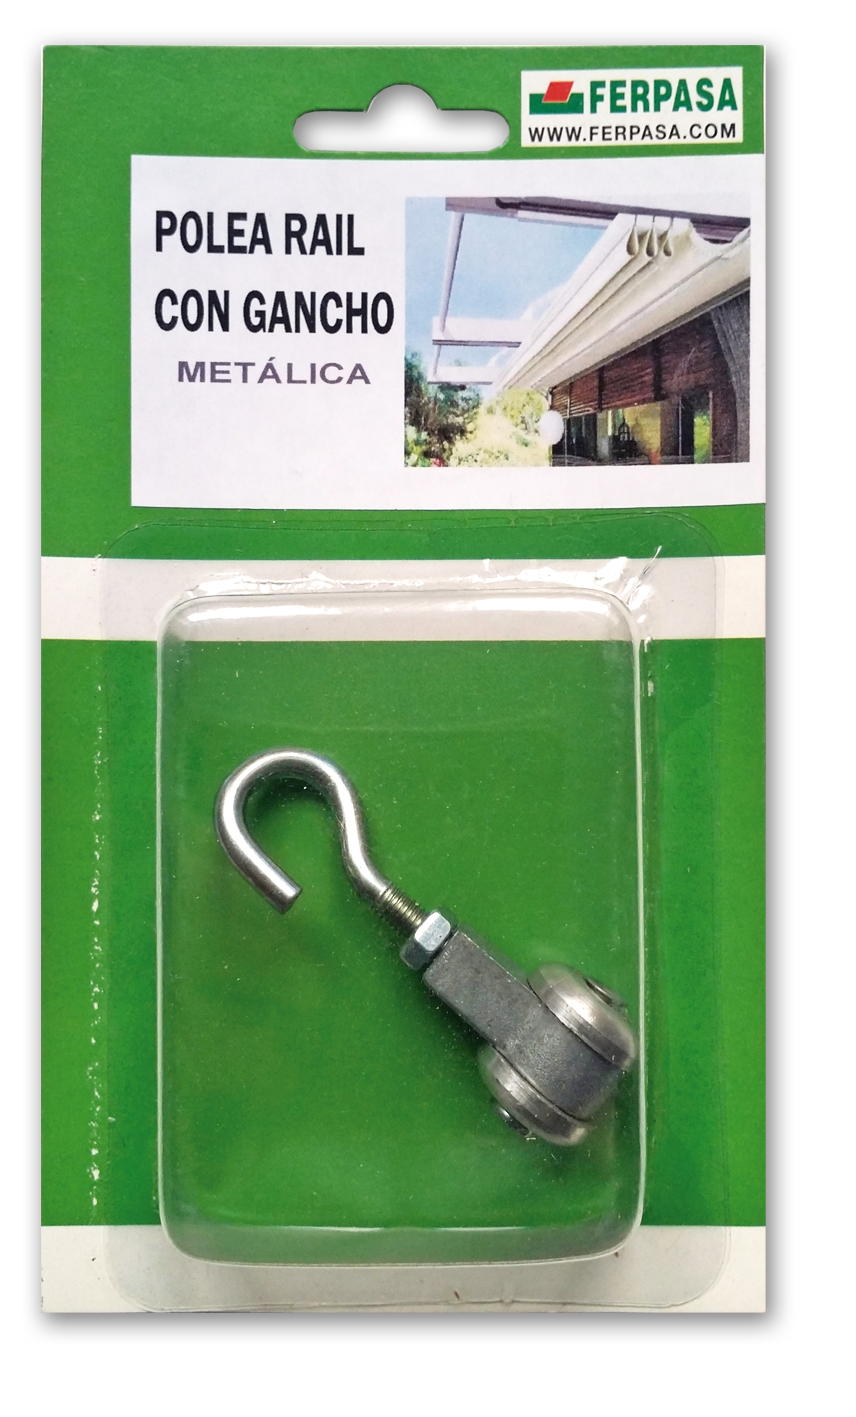 FERPASA
WWW.FERPASA.COM
POLEA RAIL
CON GANCHO
METÁLICA